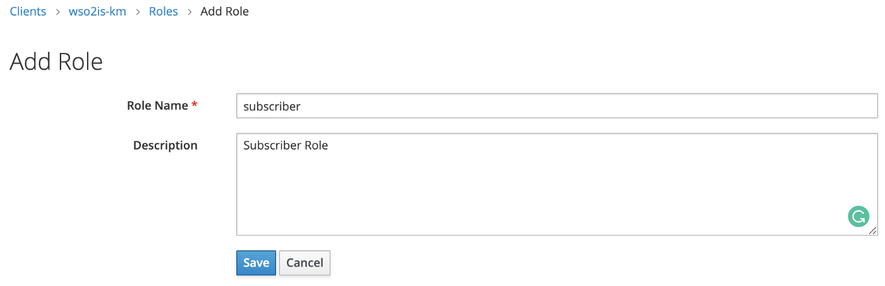 Clients > wso2is-km > Roles > Add Role
Add Role
Role Name *
subscriber
Description
Subscriber Role
Save Cancel